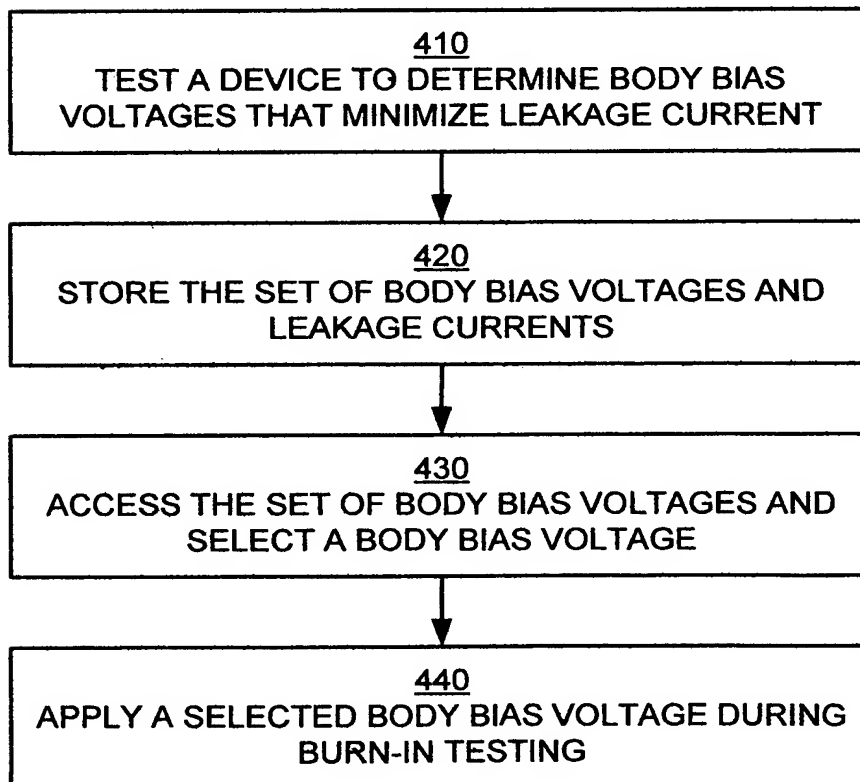 410
TEST A DEVICE TO DETERMINE BODY BIAS
VOLTAGES THAT MINIMIZE LEAKAGE CURRENT
420
STORE THE SET OF BODY BIAS VOLTAGES AND
LEAKAGE CURRENTS
430
ACCESS THE SET OF BODY BIAS VOLTAGES AND
SELECT A BODY BIAS VOLTAGE
440
APPLY A SELECTED BODY BIAS VOLTAGE DURING
BURN-IN TESTING